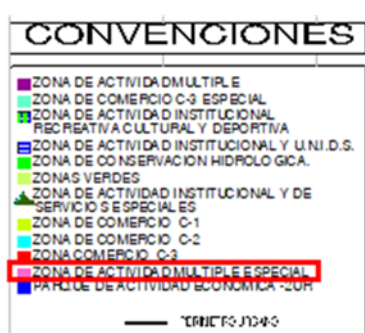 CONVENCIONES
ZONA DE ACTIVIDAD MULTIPLE
ZONA DE COMERCIO C-3 ESPECIAL
ZONA DE ACTIVIDAD INSTITUCIONAL
RECREATIVA CULTURAL Y DEPORTIVA
ZONA DE ACTIVIDAD INSTITUCIONAL Y U.N.I.D.S.
ZONA DE CONSERVACION HIDROLOGICA.
ZONAS VERDES
ZONA DE ACTIVIDAD INSTITUCIONAL Y DE
SERVICIOS ESPECIALES
ZONA DE COMERCIO C-1
ZONA DE COMERCIO C-2
ZONA COMERCIO C-3
ZONA DE ACTIVIDAD MULTIPLE ESPECIAL
PARQUE DE ACTIVIDAD ECONOMICA -ZUR